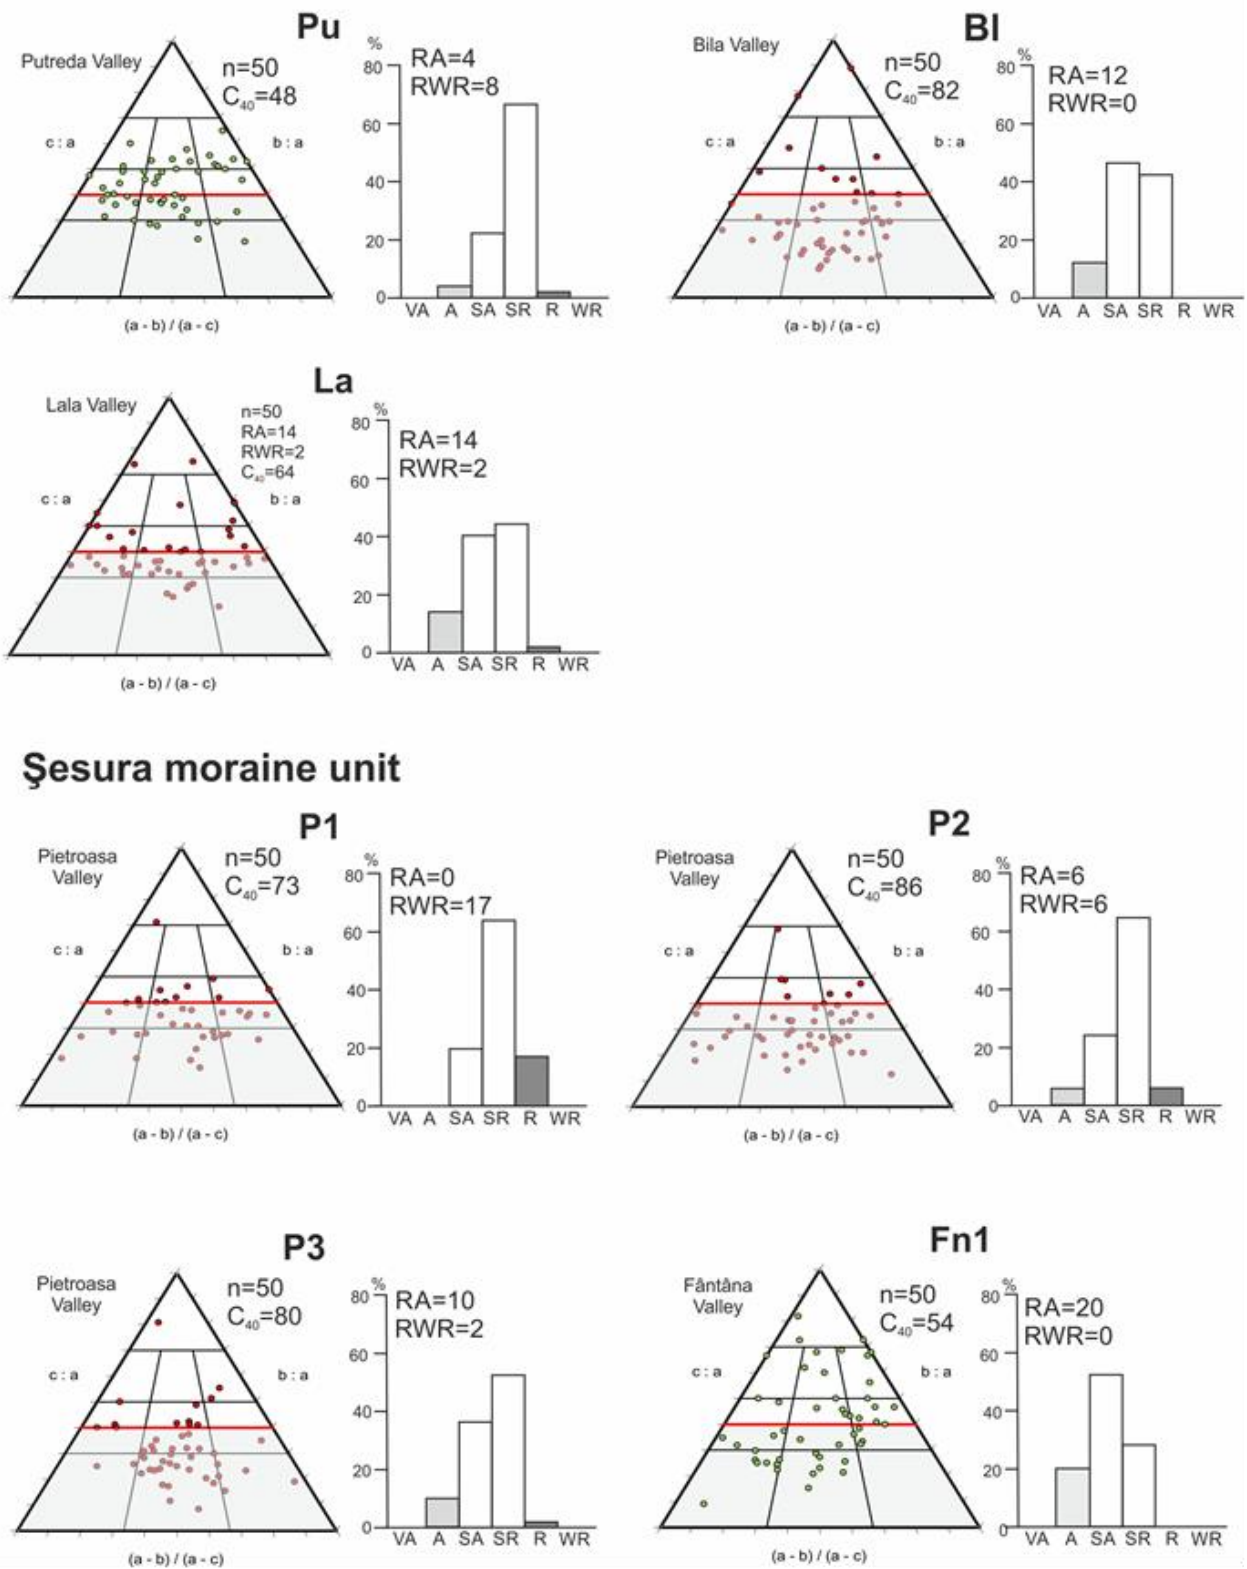 Pu
Putreda Valley
n=50
C40=48
c : a
b : a
(a - b) / (a - c)
%
80
60
40
20
0
RA=4
RWR=8
VA A SA SR R WR
Bl
Bila Valley
n=50
C40=82
c : a
b : a
(a - b) / (a - c)
%
80
60
40
20
0
RA=12
RWR=0
VA A SA SR R WR
La
Lala Valley
n=50
RA=14
RWR=2
C40=64
c : a
b : a
(a - b) / (a - c)
%
80
60
40
20
0
RA=14
RWR=2
VA A SA SR R WR
Şesura moraine unit
P1
Pietroasa
Valley
n=50
C40=73
c : a
b : a
(a - b) / (a - c)
%
80
60
40
20
0
RA=0
RWR=17
VA A SA SR R WR
P2
Pietroasa
Valley
n=50
C40=86
c : a
b : a
(a - b) / (a - c)
%
80
60
40
20
0
RA=6
RWR=6
VA A SA SR R WR
P3
Pietroasa
Valley
n=50
C40=80
c : a
b : a
(a - b) / (a - c)
%
80
60
40
20
0
RA=10
RWR=2
VA A SA SR R WR
Fn1
Fântâna
Valley
n=50
C40=54
c : a
b : a
(a - b) / (a - c)
%
80
60
40
20
0
RA=20
RWR=0
VA A SA SR R WR